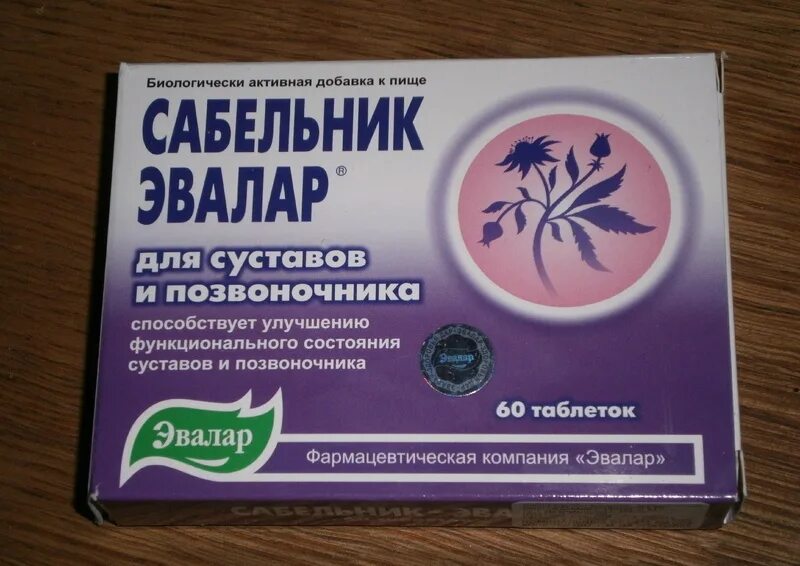 Биологически активная добавка к пище
САБЕЛЬНИК
ЭВАЛАР®
для суставов
и позвоночника
способствует улучшению
функционального состояния
суставов и позвоночника
Эвалар
60 таблеток
Эвалар
Фармацевтическая компания «Эвалар»
САБЕЛЬНИК ЭВАЛАР